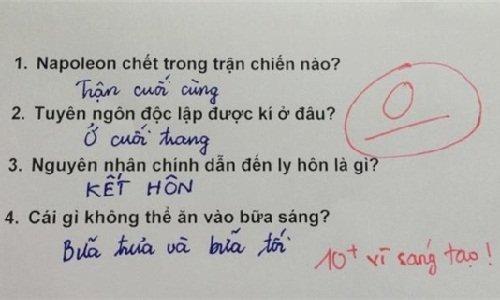 1. Napoleon chết trong trận chiến nào?
Trận cuối cùng
2. Tuyên ngôn độc lập được kí ở đâu?
Ở cuối trang
3. Nguyên nhân chính dẫn đến ly hôn là gì?
KẾT HÔN
4. Cái gì không thể ăn vào bữa sáng?
Bữa trưa và bữa tối
0
10+ vì sáng tạo!